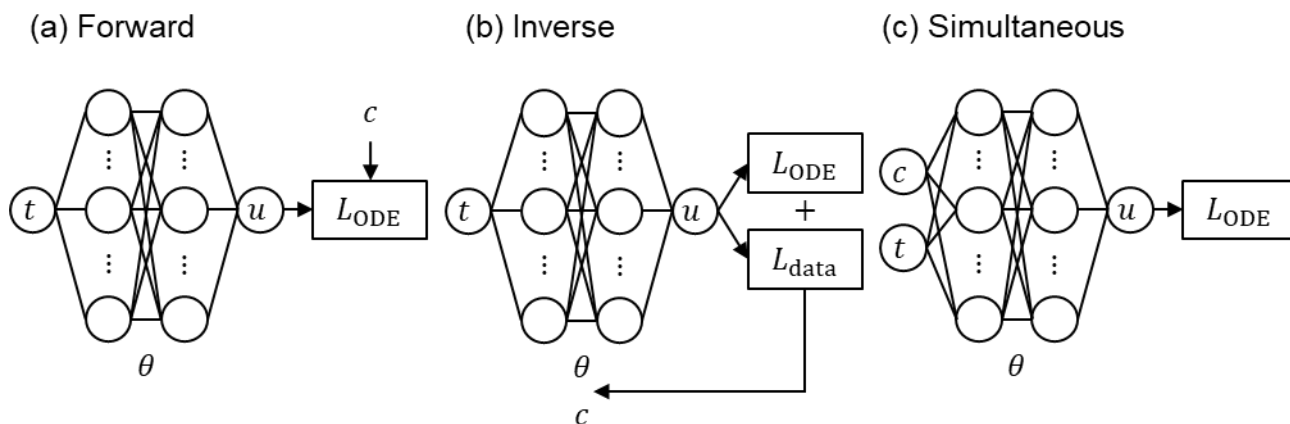 (a) Forward
t
⋮
⋮
⋮
⋮
θ
u
c
L_ODE
(b) Inverse
t
⋮
⋮
⋮
⋮
θ
c
u
L_ODE
+
L_data
(c) Simultaneous
c
t
⋮
⋮
⋮
⋮
θ
u
L_ODE